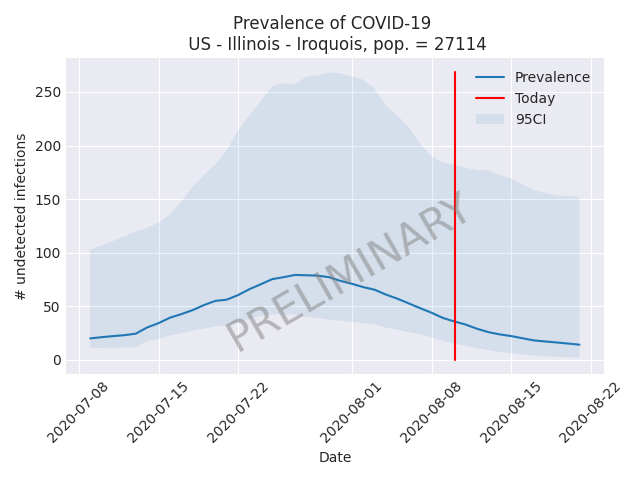 Prevalence of COVID-19
US - Illinois - Iroquois, pop. = 27114
Prevalence
Today
95CI
# undetected infections
250
200
150
100
50
0
PRELIMINARY
2020-07-08
2020-07-15
2020-07-22
2020-08-01
2020-08-08
2020-08-15
2020-08-22
Date